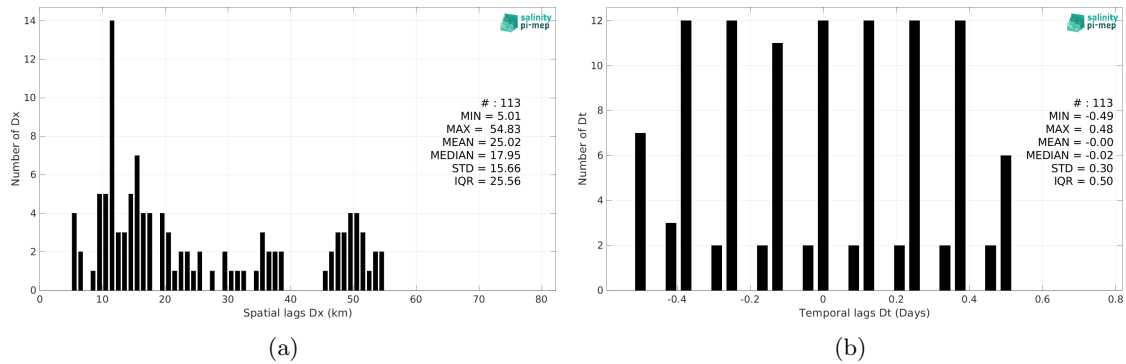 14
12
10
8
6
4
2
0
Number of Dx
0 10 20 30 40 50 60 70 80
Spatial lags Dx (km)
salinity
pi-mep
# : 113
MIN = 5.01
MAX = 54.83
MEAN = 25.02
MEDIAN = 17.95
STD = 15.66
IQR = 25.56
(a)
12
10
8
6
4
2
0
Number of Dt
-0.4 -0.2 0 0.2 0.4 0.6 0.8
Temporal lags Dt (Days)
salinity
pi-mep
# : 113
MIN = -0.49
MAX = 0.48
MEAN = -0.00
MEDIAN = -0.02
STD = 0.30
IQR = 0.50
(b)